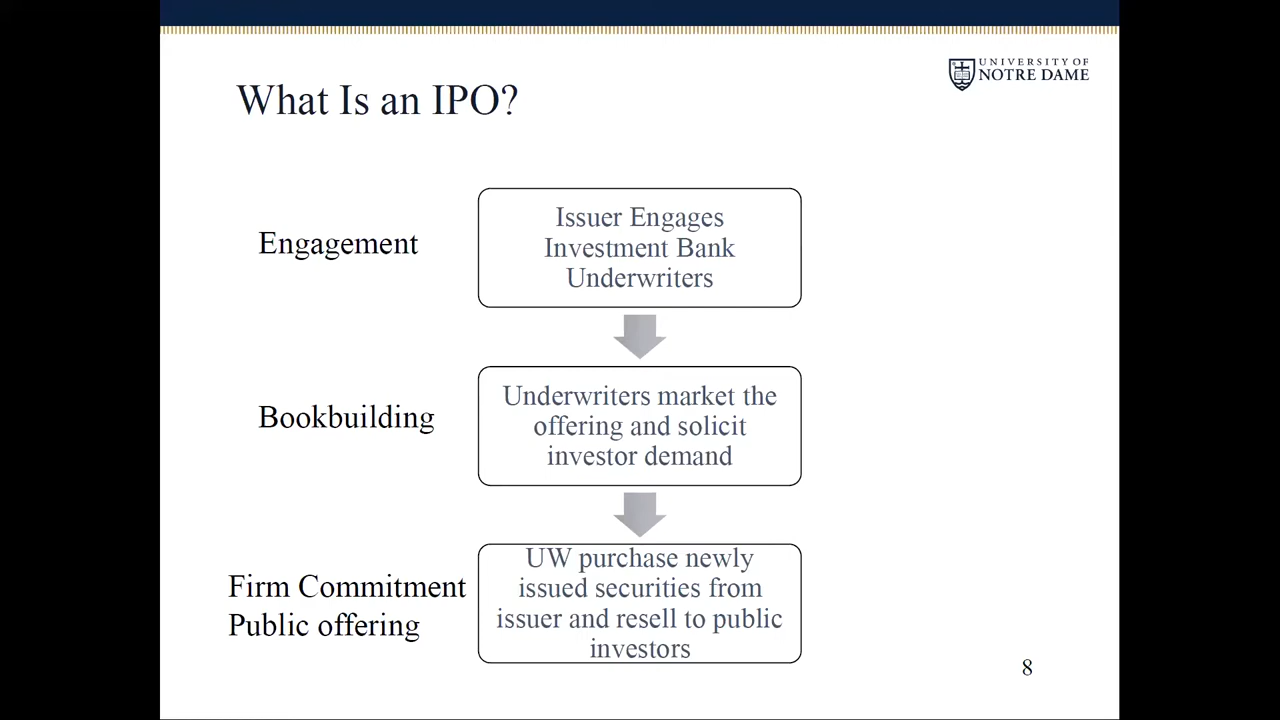 UNIVERSITY OF
NOTRE DAME
What Is an IPO?
Engagement
Issuer Engages
Investment Bank
Underwriters
Bookbuilding
Underwriters market the
offering and solicit
investor demand
Firm Commitment
Public offering
UW purchase newly
issued securities from
issuer and resell to public
investors
8